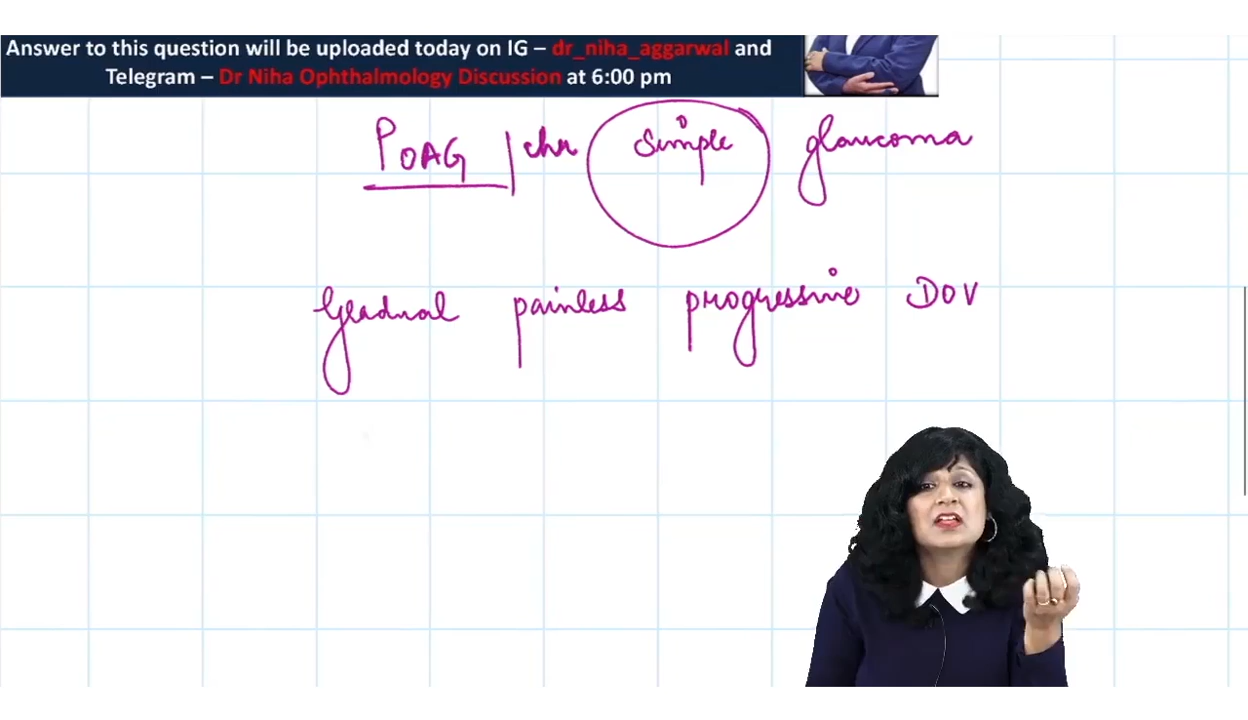 Answer to this question will be uploaded today on IG – dr_niha_aggarwal and
Telegram – Dr Niha Ophthalmology Discussion at 6:00 pm
POAG | chr simple glaucoma
Gradual painless progressive DOV